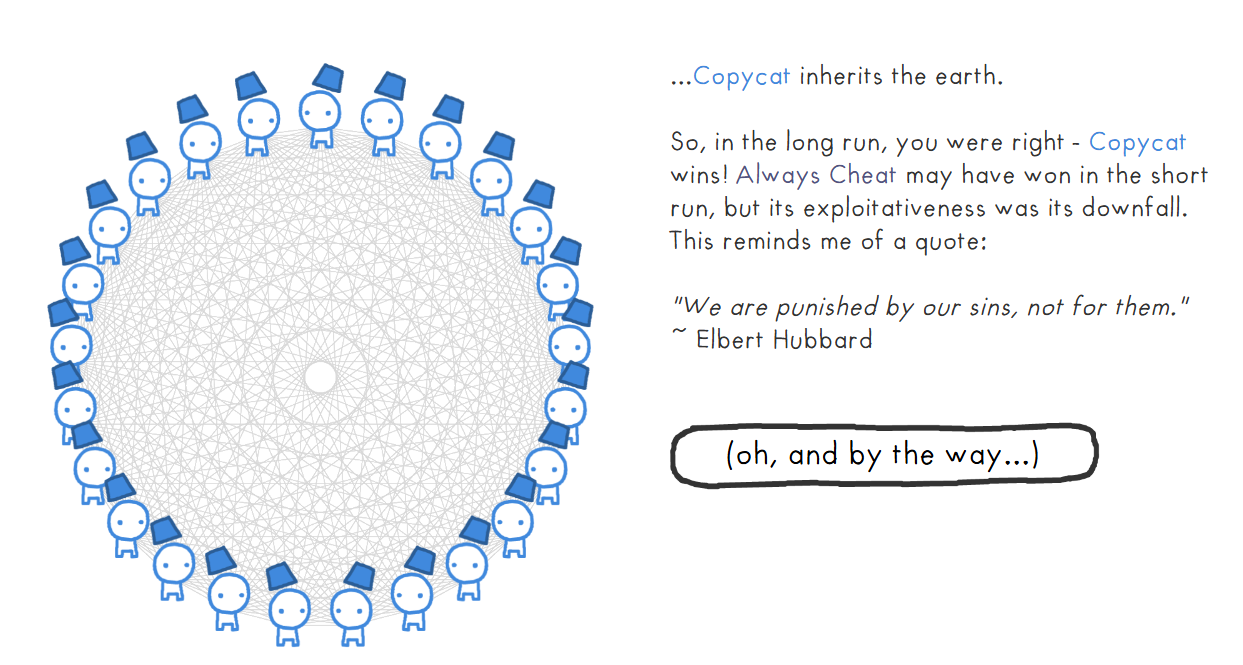 ...Copycat inherits the earth.
So, in the long run, you were right - Copycat
wins! Always Cheat may have won in the short
run, but its exploitativeness was its downfall.
This reminds me of a quote:
"We are punished by our sins, not for them."
~ Elbert Hubbard
(oh, and by the way...)